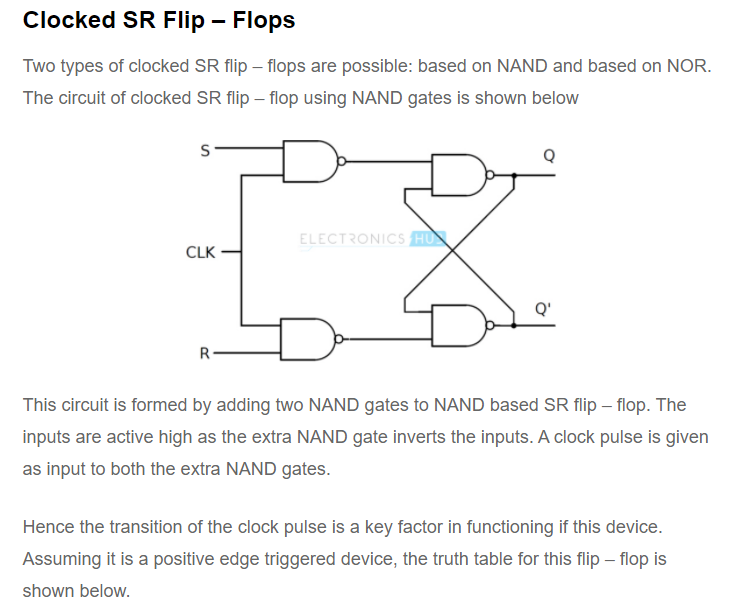 Clocked SR Flip – Flops
Two types of clocked SR flip – flops are possible: based on NAND and based on NOR.
The circuit of clocked SR flip – flop using NAND gates is shown below
S
Q
ELECTRONICS HUB
CLK
Q'
R
This circuit is formed by adding two NAND gates to NAND based SR flip – flop. The
inputs are active high as the extra NAND gate inverts the inputs. A clock pulse is given
as input to both the extra NAND gates.
Hence the transition of the clock pulse is a key factor in functioning if this device.
Assuming it is a positive edge triggered device, the truth table for this flip – flop is
shown below.